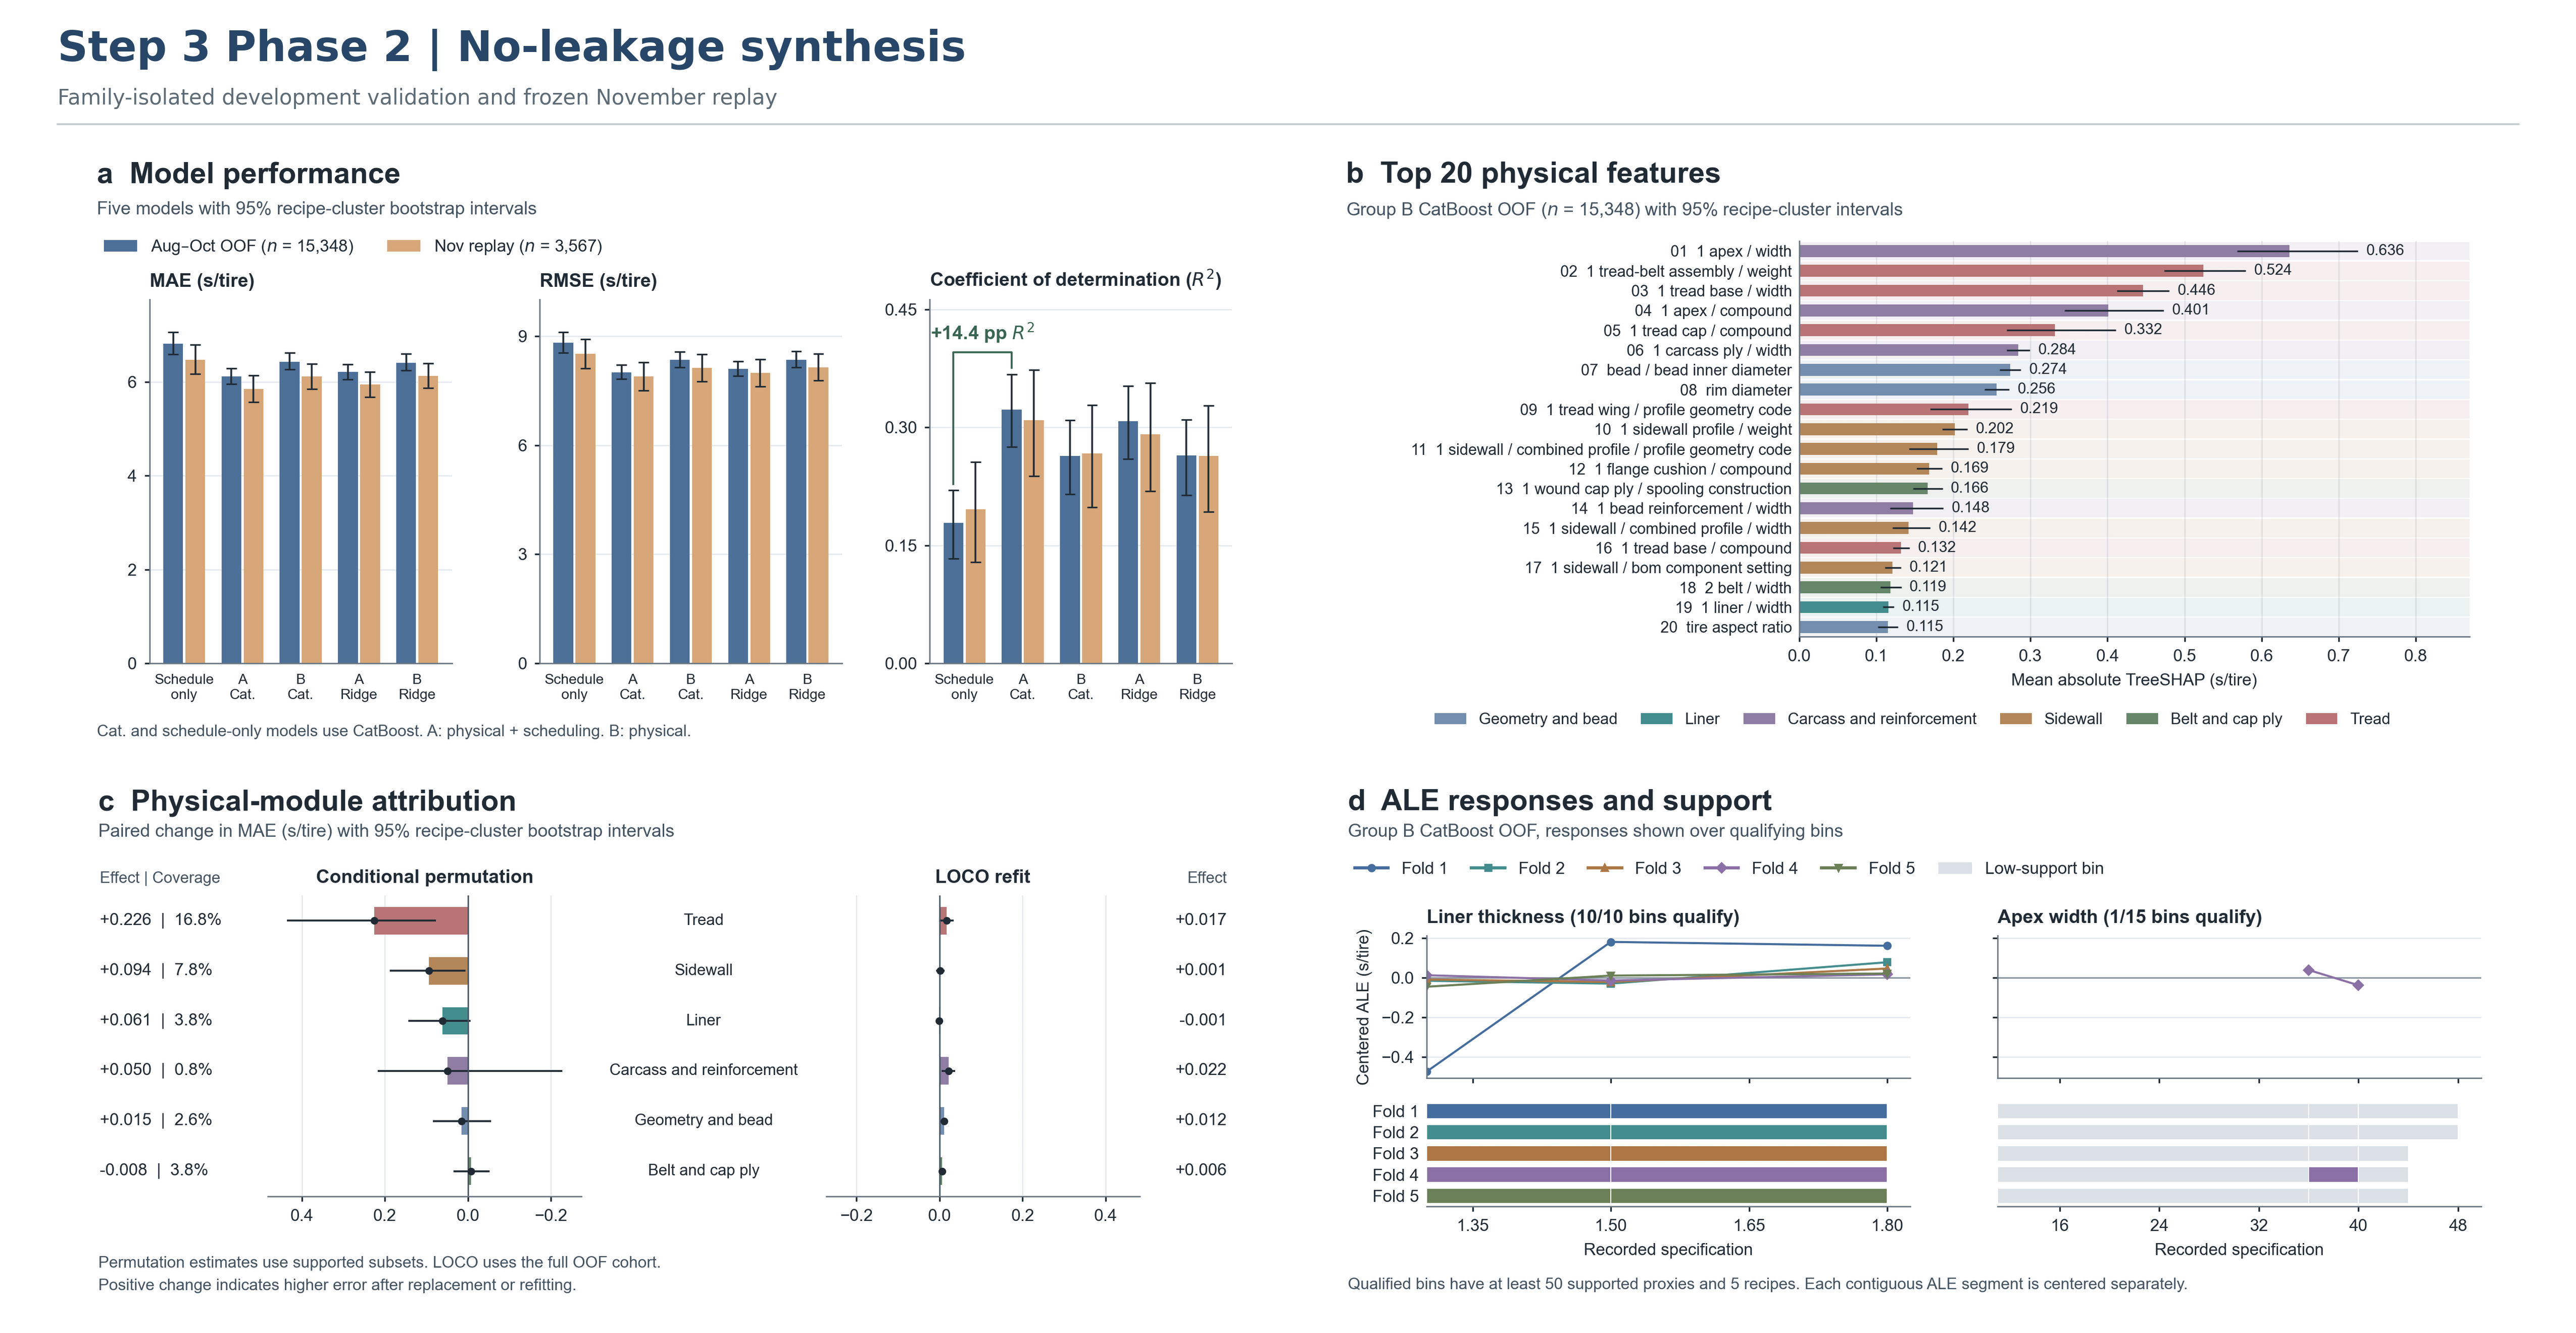 Step 3 Phase 2 | No-leakage synthesis
Family-isolated development validation and frozen November replay
a Model performance
Five models with 95% recipe-cluster bootstrap intervals
Aug–Oct OOF (n = 15,348)
Nov replay (n = 3,567)
MAE (s/tire)
6
4
2
0
Schedule only
A Cat.
B Cat.
A Ridge
B Ridge
RMSE (s/tire)
9
6
3
0
Schedule only
A Cat.
B Cat.
A Ridge
B Ridge
Coefficient of determination (R²)
+14.4 pp R²
0.45
0.30
0.15
0.00
Schedule only
A Cat.
B Cat.
A Ridge
B Ridge
Cat. and schedule-only models use CatBoost. A: physical + scheduling. B: physical.
b Top 20 physical features
Group B CatBoost OOF (n = 15,348) with 95% recipe-cluster intervals
01 1 apex / width 0.636
02 1 tread-belt assembly / weight 0.524
03 1 tread base / width 0.446
04 1 apex / compound 0.401
05 1 tread cap / compound 0.332
06 1 carcass ply / width 0.284
07 bead / bead inner diameter 0.274
08 rim diameter 0.256
09 1 tread wing / profile geometry code 0.219
10 1 sidewall profile / weight 0.202
11 1 sidewall / combined profile / profile geometry code 0.179
12 1 flange cushion / compound 0.169
13 1 wound cap ply / spooling construction 0.166
14 1 bead reinforcement / width 0.148
15 1 sidewall / combined profile / width 0.142
16 1 tread base / compound 0.132
17 1 sidewall / bom component setting 0.121
18 2 belt / width 0.119
19 1 liner / width 0.115
20 tire aspect ratio 0.115
0.0 0.1 0.2 0.3 0.4 0.5 0.6 0.7 0.8
Mean absolute TreeSHAP (s/tire)
Geometry and bead
Liner
Carcass and reinforcement
Sidewall
Belt and cap ply
Tread
c Physical-module attribution
Paired change in MAE (s/tire) with 95% recipe-cluster bootstrap intervals
Effect | Coverage
Conditional permutation
LOCO refit
Effect
+0.226 | 16.8% Tread +0.017
+0.094 | 7.8% Sidewall +0.001
+0.061 | 3.8% Liner -0.001
+0.050 | 0.8% Carcass and reinforcement +0.022
+0.015 | 2.6% Geometry and bead +0.012
-0.008 | 3.8% Belt and cap ply +0.006
0.4 0.2 0.0 −0.2
−0.2 0.0 0.2 0.4
Permutation estimates use supported subsets. LOCO uses the full OOF cohort.
Positive change indicates higher error after replacement or refitting.
d ALE responses and support
Group B CatBoost OOF, responses shown over qualifying bins
Fold 1
Fold 2
Fold 3
Fold 4
Fold 5
Low-support bin
Liner thickness (10/10 bins qualify)
Apex width (1/15 bins qualify)
Centered ALE (s/tire)
0.2
0.0
−0.2
−0.4
Fold 1
Fold 2
Fold 3
Fold 4
Fold 5
1.35 1.50 1.65 1.80
Recorded specification
16 24 32 40 48
Recorded specification
Qualified bins have at least 50 supported proxies and 5 recipes. Each contiguous ALE segment is centered separately.